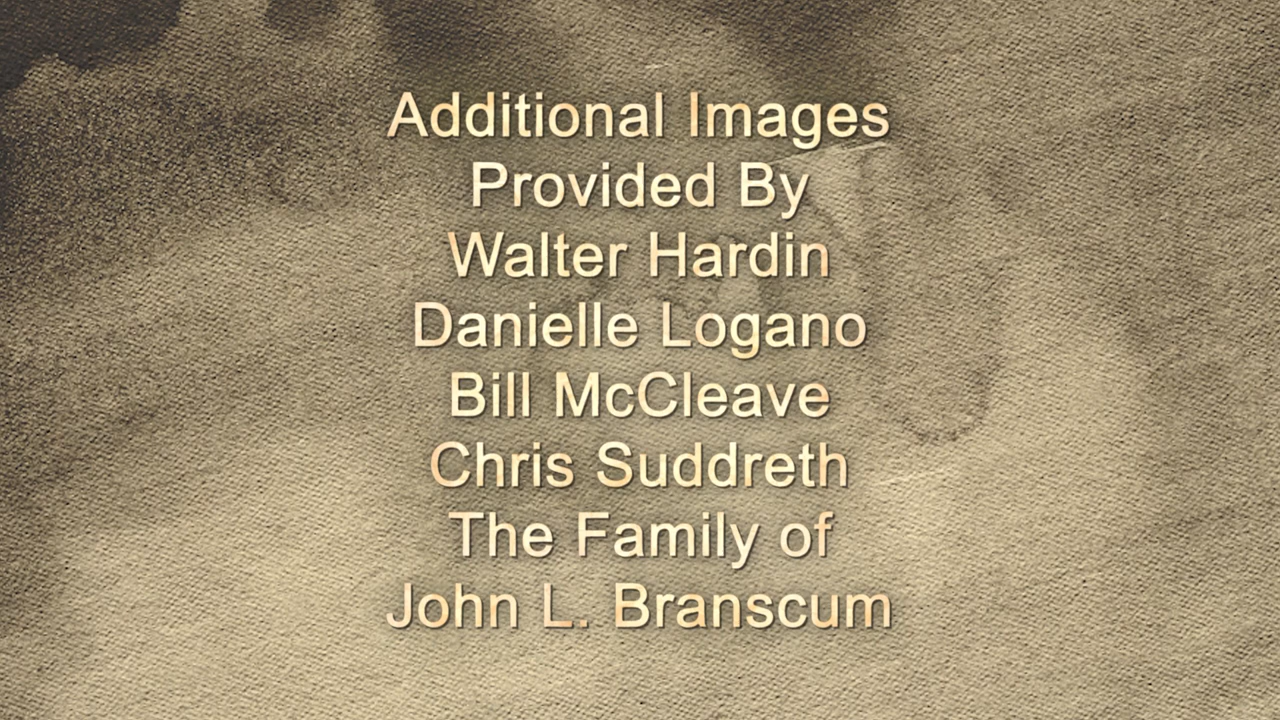 Additional Images
Provided By
Walter Hardin
Danielle Logano
Bill McCleave
Chris Suddreth
The Family of
John L. Branscum